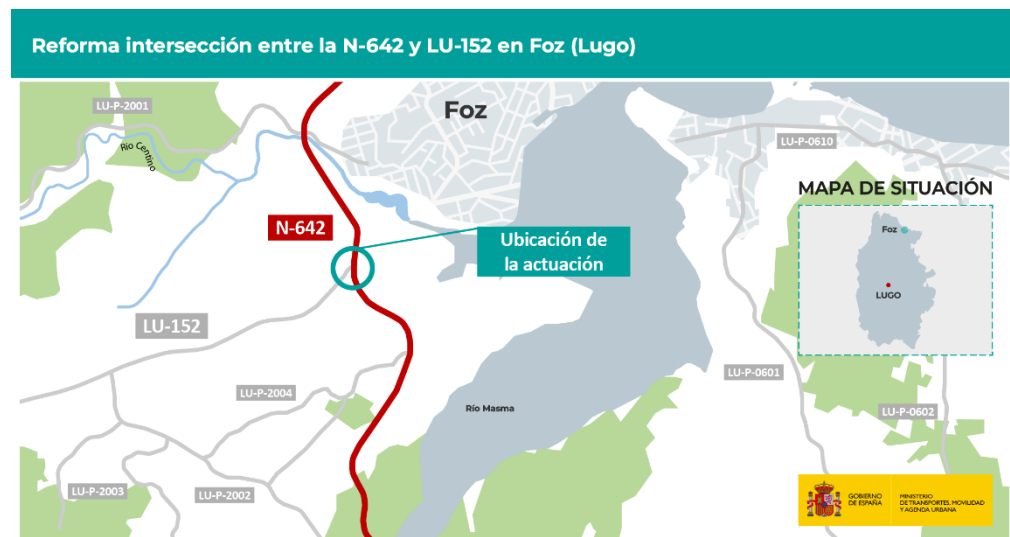 Reforma intersección entre la N-642 y LU-152 en Foz (Lugo)
LU-P-2001
Río Centino
Foz
LU-P-0610
MAPA DE SITUACIÓN
Foz
LUGO
N-642
Ubicación de
la actuación
LU-152
LU-P-0601
LU-P-2004
Río Masma
LU-P-0602
LU-P-2003
LU-P-2002
GOBIERNO
DE ESPAÑA
MINISTERIO
DE TRANSPORTES, MOVILIDAD
Y AGENDA URBANA